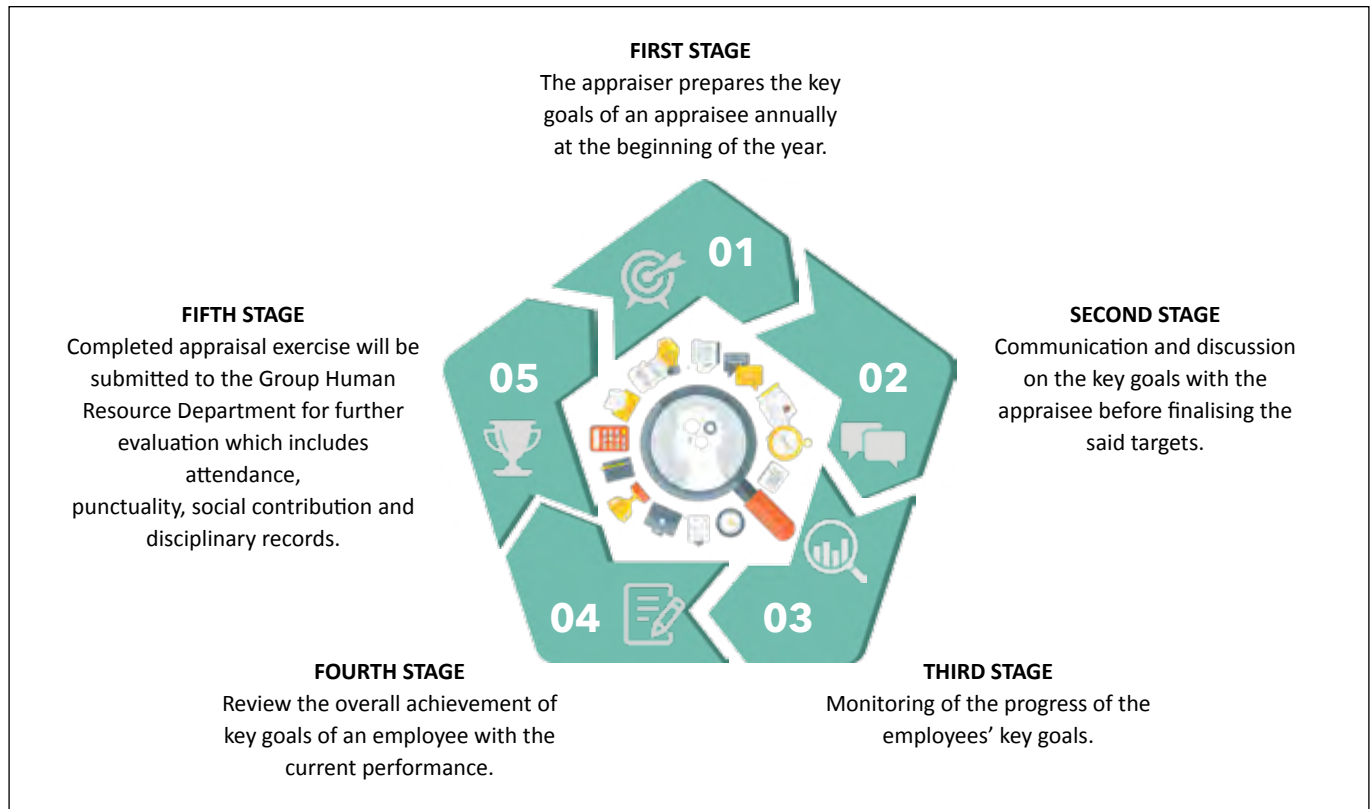 FIRST STAGE
The appraiser prepares the key
goals of an appraisee annually
at the beginning of the year.
01
SECOND STAGE
Communication and discussion
on the key goals with the
appraisee before finalising the
said targets.
02
THIRD STAGE
Monitoring of the progress of the
employees’ key goals.
03
FOURTH STAGE
Review the overall achievement of
key goals of an employee with the
current performance.
04
FIFTH STAGE
Completed appraisal exercise will be
submitted to the Group Human
Resource Department for further
evaluation which includes
attendance,
punctuality, social contribution and
disciplinary records.
05